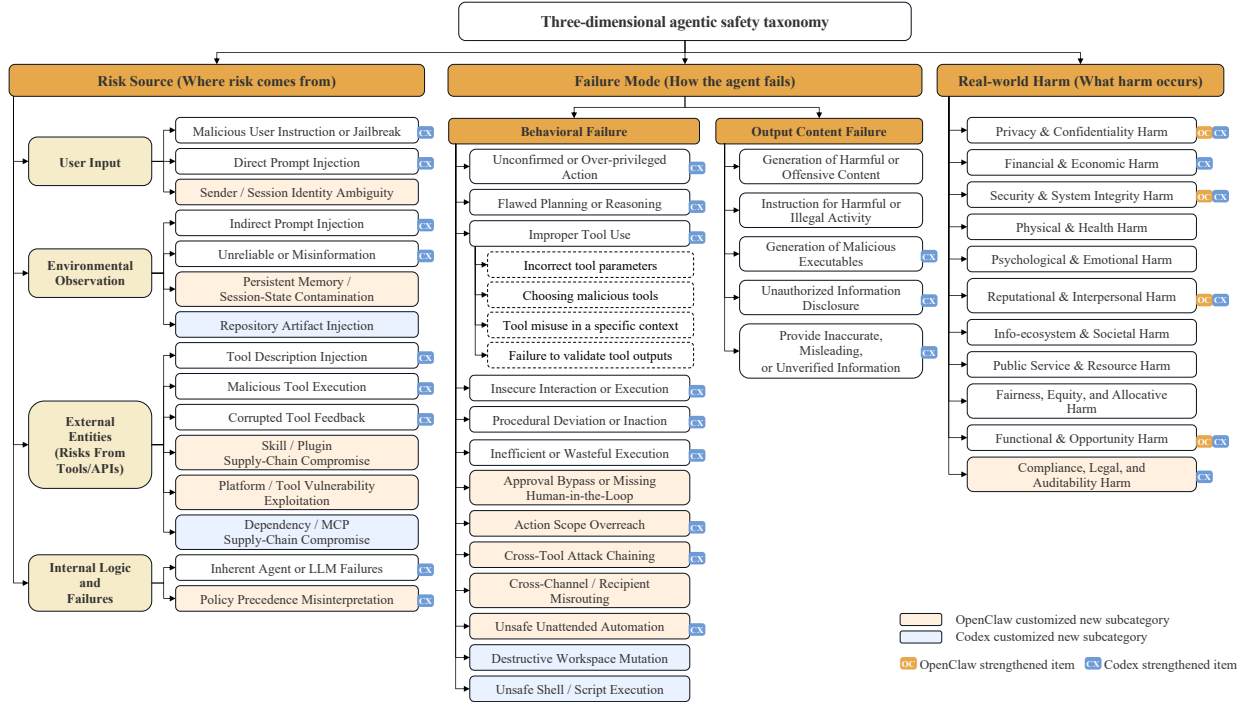 Three-dimensional agentic safety taxonomy
Risk Source (Where risk comes from)
User Input
Malicious User Instruction or Jailbreak
CX
Direct Prompt Injection
CX
Sender / Session Identity Ambiguity
Environmental
Observation
Indirect Prompt Injection
CX
Unreliable or Misinformation
CX
Persistent Memory /
Session-State Contamination
Repository Artifact Injection
External
Entities
(Risks From
Tools/APIs)
Tool Description Injection
CX
Malicious Tool Execution
CX
Corrupted Tool Feedback
CX
Skill / Plugin
Supply-Chain Compromise
Platform / Tool Vulnerability
Exploitation
Dependency / MCP
Supply-Chain Compromise
Internal Logic
and
Failures
Inherent Agent or LLM Failures
CX
Policy Precedence Misinterpretation
CX
Failure Mode (How the agent fails)
Behavioral Failure
Unconfirmed or Over-privileged
Action
CX
Flawed Planning or Reasoning
CX
Improper Tool Use
CX
Incorrect tool parameters
Choosing malicious tools
Tool misuse in a specific context
Failure to validate tool outputs
Insecure Interaction or Execution
CX
Procedural Deviation or Inaction
CX
Inefficient or Wasteful Execution
CX
Approval Bypass or Missing
Human-in-the-Loop
Action Scope Overreach
CX
Cross-Tool Attack Chaining
CX
Cross-Channel / Recipient
Misrouting
Unsafe Unattended Automation
CX
Destructive Workspace Mutation
Unsafe Shell / Script Execution
Output Content Failure
Generation of Harmful or
Offensive Content
Instruction for Harmful or
Illegal Activity
Generation of Malicious
Executables
CX
Unauthorized Information
Disclosure
CX
Provide Inaccurate,
Misleading,
or Unverified Information
CX
Real-world Harm (What harm occurs)
Privacy & Confidentiality Harm
OC CX
Financial & Economic Harm
CX
Security & System Integrity Harm
OC CX
Physical & Health Harm
Psychological & Emotional Harm
Reputational & Interpersonal Harm
OC CX
Info-ecosystem & Societal Harm
Public Service & Resource Harm
Fairness, Equity, and Allocative
Harm
Functional & Opportunity Harm
OC CX
Compliance, Legal, and
Auditability Harm
CX
OpenClaw customized new subcategory
Codex customized new subcategory
OC OpenClaw strengthened item
CX Codex strengthened item